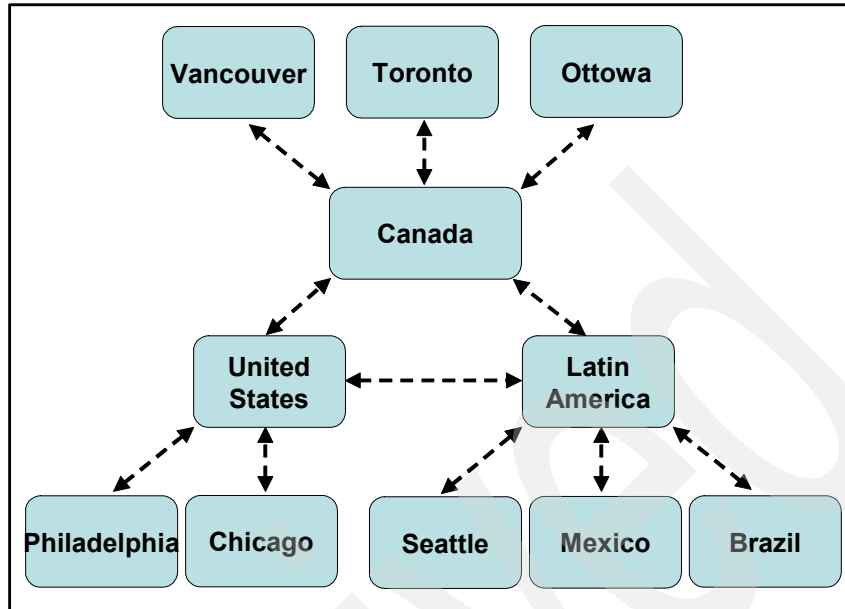 Vancouver
Toronto
Ottowa
Canada
United
States
Latin
America
Philadelphia
Chicago
Seattle
Mexico
Brazil